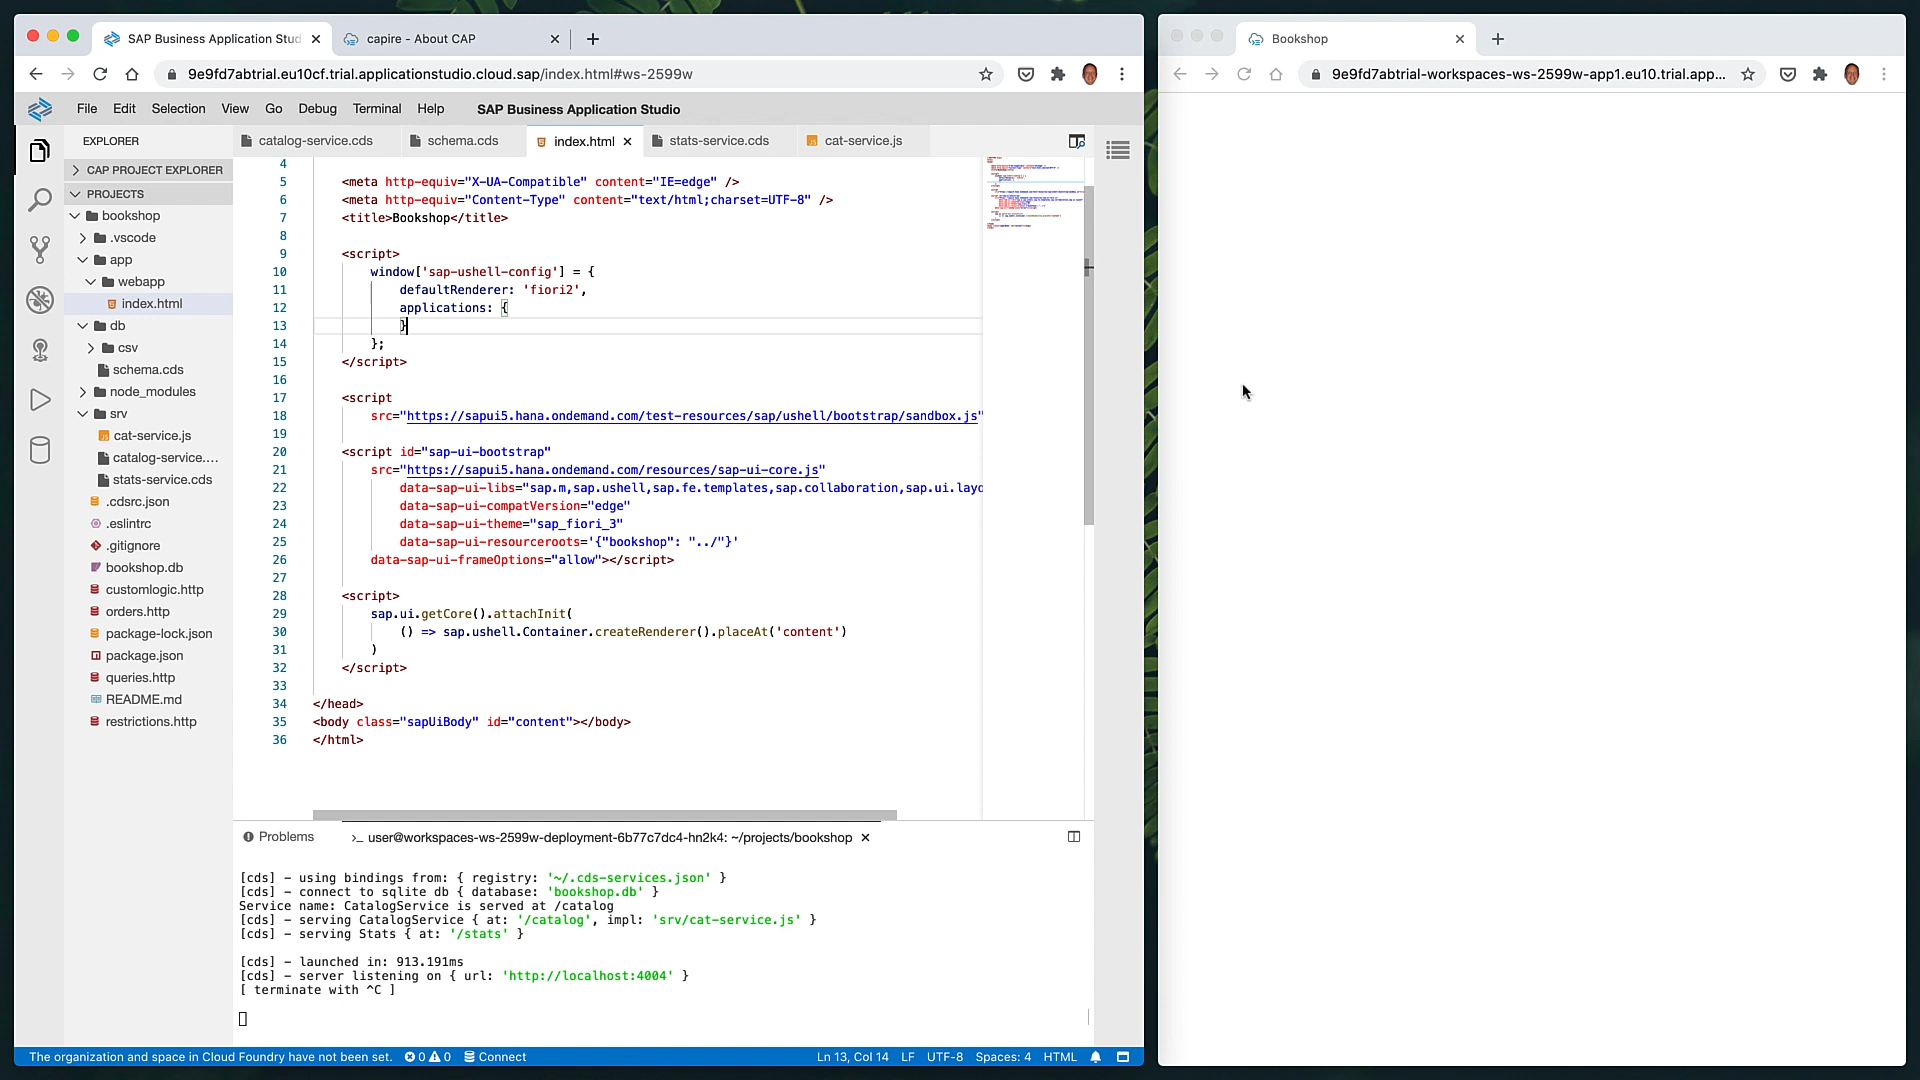 SAP Business Application Stud
capire - About CAP
9e9fd7abtrial.eu10cf.trial.applicationstudio.cloud.sap/index.html#ws-2599w
File Edit Selection View Go Debug Terminal Help SAP Business Application Studio
EXPLORER
CAP PROJECT EXPLORER
PROJECTS
bookshop
.vscode
app
webapp
index.html
db
csv
schema.cds
node_modules
srv
cat-service.js
catalog-service....
stats-service.cds
.cdsrc.json
.eslintrc
.gitignore
bookshop.db
customlogic.http
orders.http
package-lock.json
package.json
queries.http
README.md
restrictions.http
catalog-service.cds schema.cds index.html stats-service.cds cat-service.js
4
5 <meta http-equiv="X-UA-Compatible" content="IE=edge" />
6 <meta http-equiv="Content-Type" content="text/html;charset=UTF-8" />
7 <title>Bookshop</title>
8
9 <script>
10 window['sap-ushell-config'] = {
11 defaultRenderer: 'fiori2',
12 applications: {
13 }
14 };
15 </script>
16
17 <script
18 src="https://sapui5.hana.ondemand.com/test-resources/sap/ushell/bootstrap/sandbox.js"
19
20 <script id="sap-ui-bootstrap"
21 src="https://sapui5.hana.ondemand.com/resources/sap-ui-core.js"
22 data-sap-ui-libs="sap.m,sap.ushell,sap.fe.templates,sap.collaboration,sap.ui.layo
23 data-sap-ui-compatVersion="edge"
24 data-sap-ui-theme="sap_fiori_3"
25 data-sap-ui-resourceroots='{"bookshop": "../"}'
26 data-sap-ui-frameOptions="allow"></script>
27
28 <script>
29 sap.ui.getCore().attachInit(
30 () => sap.ushell.Container.createRenderer().placeAt('content')
31 )
32 </script>
33
34 </head>
35 <body class="sapUiBody" id="content"></body>
36 </html>
Problems >_ user@workspaces-ws-2599w-deployment-6b77c7dc4-hn2k4: ~/projects/bookshop
[cds] - using bindings from: { registry: '~/.cds-services.json' }
[cds] - connect to sqlite db { database: 'bookshop.db' }
Service name: CatalogService is served at /catalog
[cds] - serving CatalogService { at: '/catalog', impl: 'srv/cat-service.js' }
[cds] - serving Stats { at: '/stats' }
[cds] - launched in: 913.191ms
[cds] - server listening on { url: 'http://localhost:4004' }
[ terminate with ^C ]
The organization and space in Cloud Foundry have not been set. 0 0 Connect Ln 13, Col 14 LF UTF-8 Spaces: 4 HTML
Bookshop
9e9fd7abtrial-workspaces-ws-2599w-app1.eu10.trial.app...